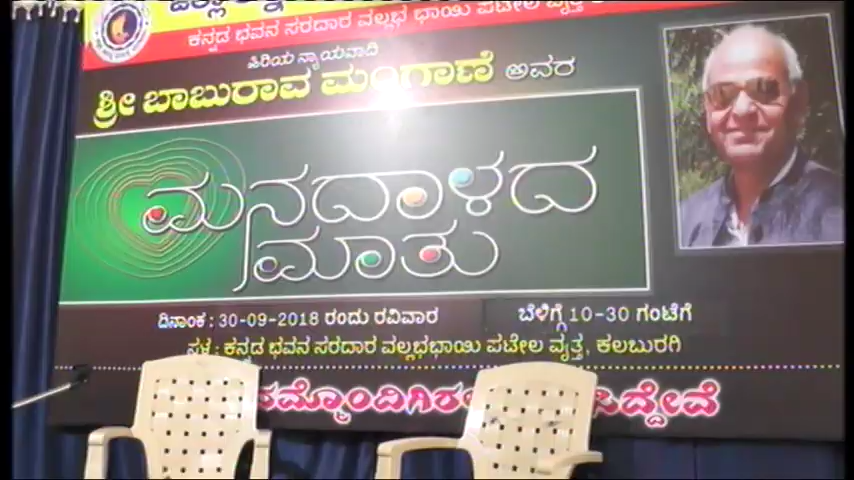 ಕನ್ನಡ ಭವನ ಸರದಾರ ವಲ್ಲಭ ಭಾಯಿ ಪಟೇಲ ವೃತ್ತ
ಹಿರಿಯ ನ್ಯಾಯವಾದಿ
ಶ್ರೀ ಬಾಬುರಾವ ಮಂಗಾಣೆ ಅವರ
ಮನದಾಳದ
ಮಾತು
ದಿನಾಂಕ : 30-09-2018 ರಂದು ರವಿವಾರ ಬೆಳಿಗ್ಗೆ 10-30 ಗಂಟೆಗೆ
ಸ್ಥಳ : ಕನ್ನಡ ಭವನ ಸರದಾರ ವಲ್ಲಭಭಾಯಿ ಪಟೇಲ ವೃತ್ತ, ಕಲಬುರಗಿ